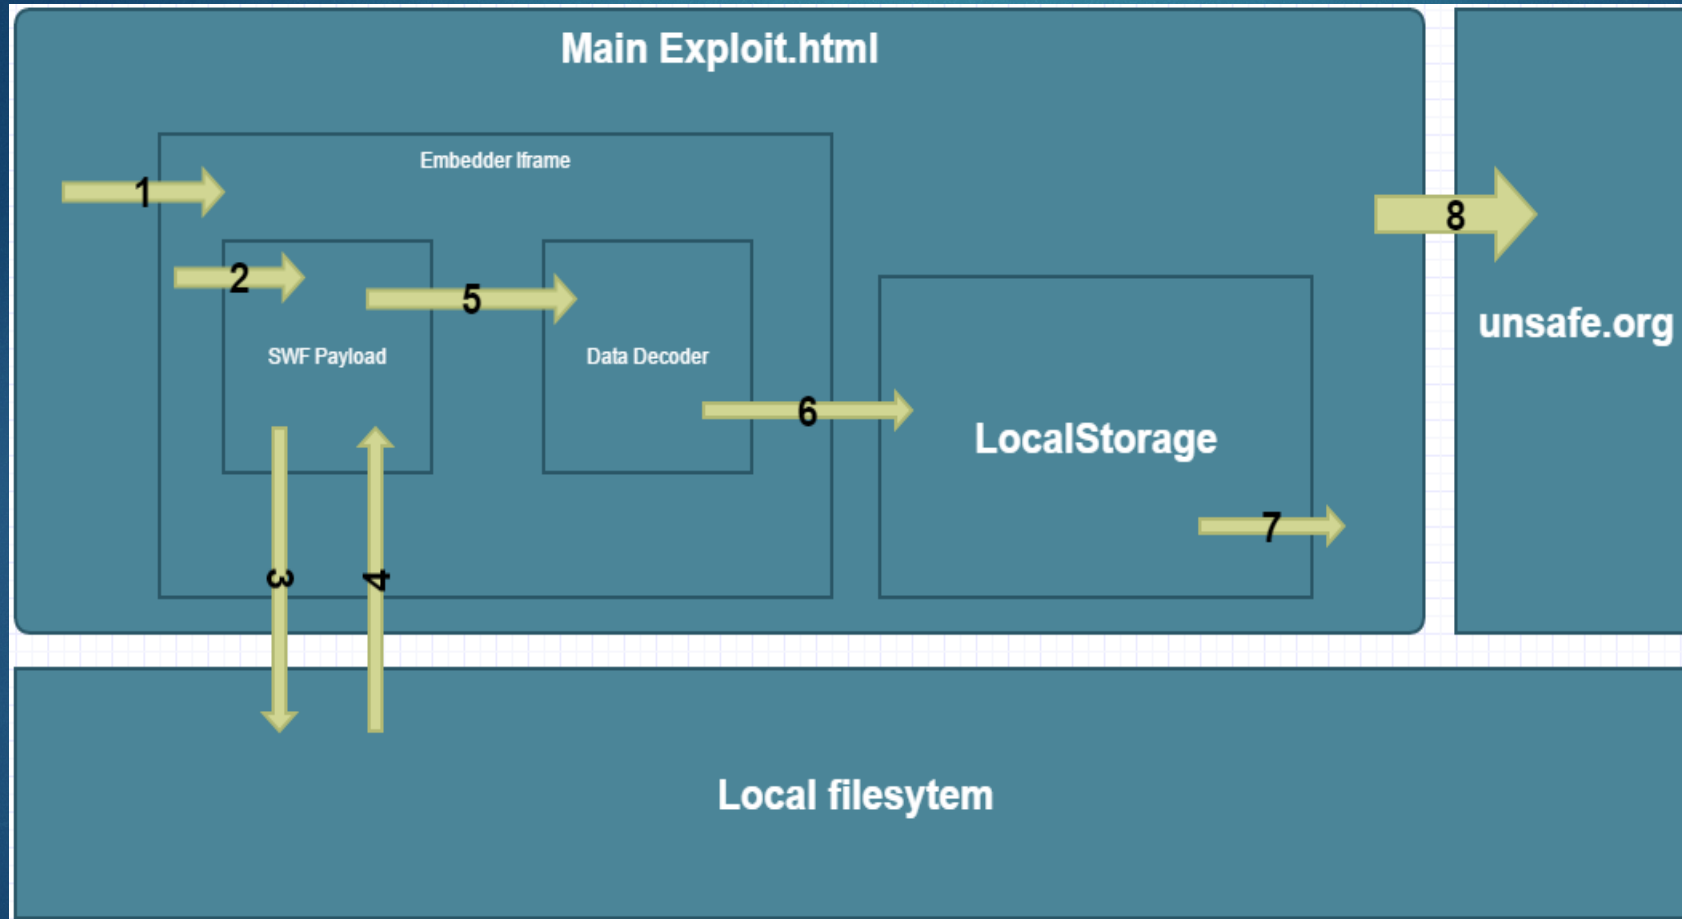 Main Exploit.html
Embedder Iframe
1
8
2
5
unsafe.org
SWF Payload
Data Decoder
6
LocalStorage
7
3
4
Local filesytem